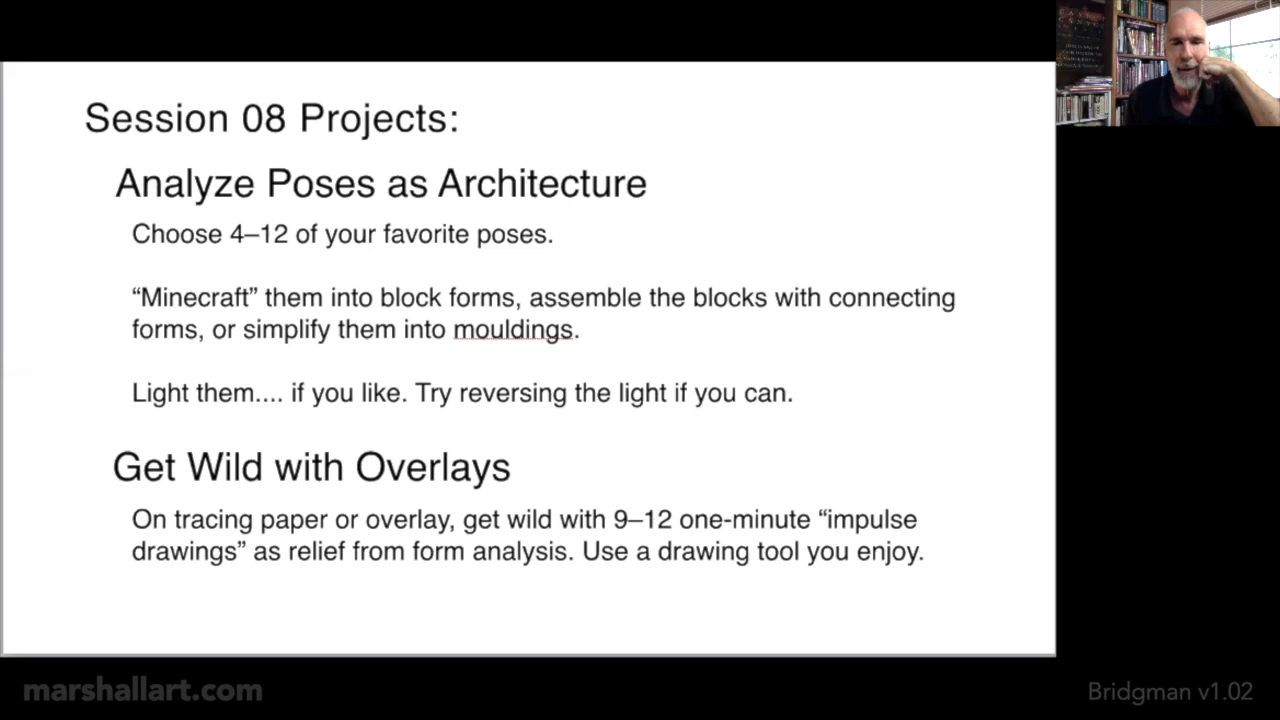 Session 08 Projects:
Analyze Poses as Architecture
Choose 4–12 of your favorite poses.
“Minecraft” them into block forms, assemble the blocks with connecting
forms, or simplify them into mouldings.
Light them.... if you like. Try reversing the light if you can.
Get Wild with Overlays
On tracing paper or overlay, get wild with 9–12 one-minute “impulse
drawings” as relief from form analysis. Use a drawing tool you enjoy.
marshallart.com
Bridgman v1.02